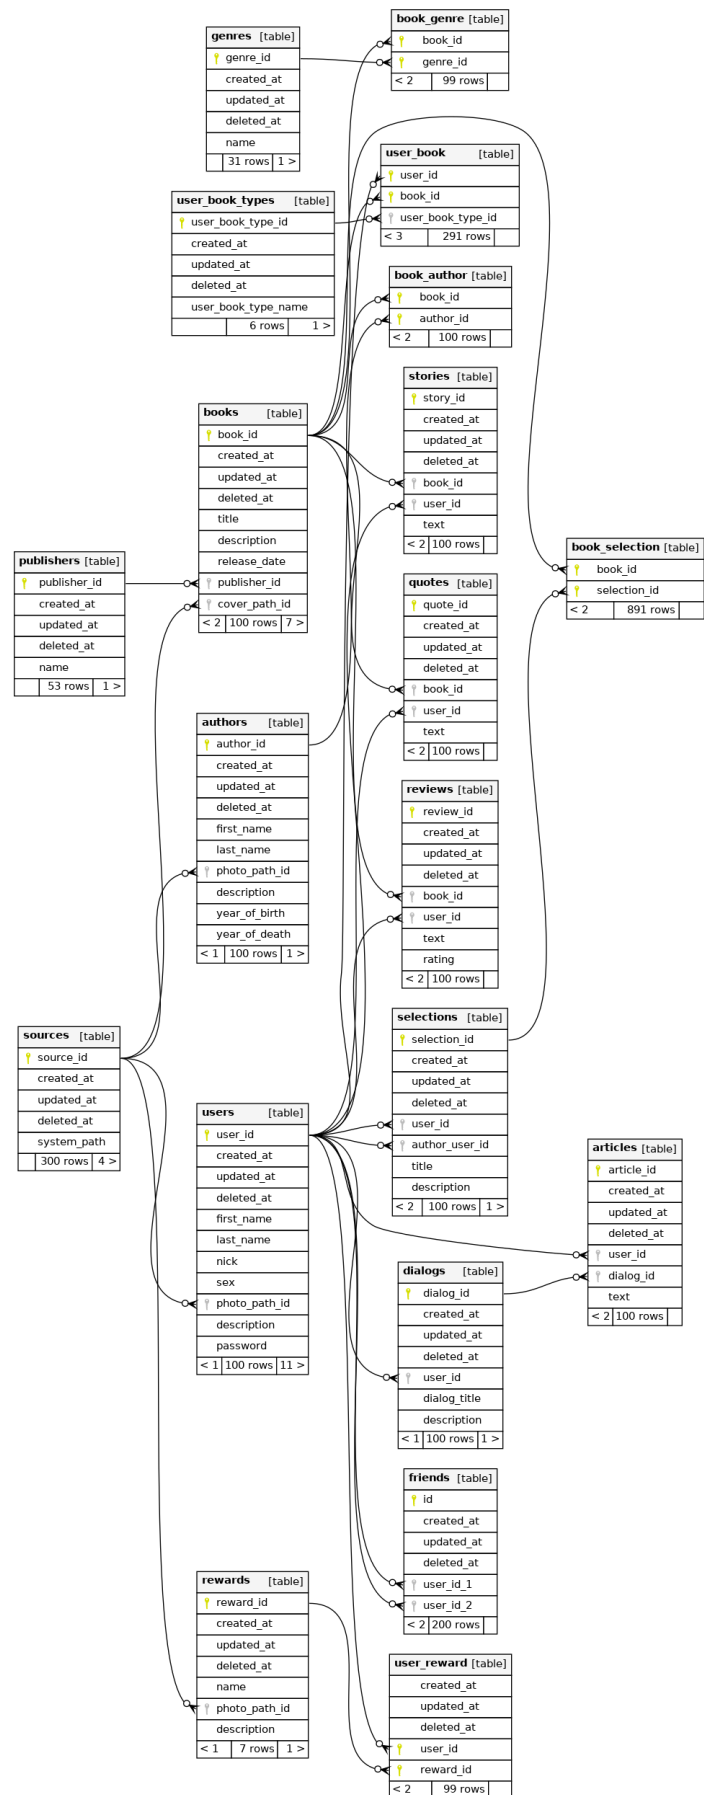 genres [table]
genre_id
created_at
updated_at
deleted_at
name
31 rows 1 >
book_genre [table]
book_id
genre_id
< 2 99 rows
user_book [table]
user_id
book_id
user_book_type_id
< 3 291 rows
user_book_types [table]
user_book_type_id
created_at
updated_at
deleted_at
user_book_type_name
6 rows 1 >
book_author [table]
book_id
author_id
< 2 100 rows
stories [table]
story_id
created_at
updated_at
deleted_at
book_id
user_id
text
< 2 100 rows
books [table]
book_id
created_at
updated_at
deleted_at
title
description
release_date
publisher_id
cover_path_id
< 2 100 rows 7 >
publishers [table]
publisher_id
created_at
updated_at
deleted_at
name
53 rows 1 >
book_selection [table]
book_id
selection_id
< 2 891 rows
quotes [table]
quote_id
created_at
updated_at
deleted_at
book_id
user_id
text
< 2 100 rows
authors [table]
author_id
created_at
updated_at
deleted_at
first_name
last_name
photo_path_id
description
year_of_birth
year_of_death
< 1 100 rows 1 >
reviews [table]
review_id
created_at
updated_at
deleted_at
book_id
user_id
text
rating
< 2 100 rows
selections [table]
selection_id
created_at
updated_at
deleted_at
user_id
author_user_id
title
description
< 2 100 rows 1 >
sources [table]
source_id
created_at
updated_at
deleted_at
system_path
300 rows 4 >
users [table]
user_id
created_at
updated_at
deleted_at
first_name
last_name
nick
sex
photo_path_id
description
password
< 1 100 rows 11 >
articles [table]
article_id
created_at
updated_at
deleted_at
user_id
dialog_id
text
< 2 100 rows
dialogs [table]
dialog_id
created_at
updated_at
deleted_at
user_id
dialog_title
description
< 1 100 rows 1 >
friends [table]
id
created_at
updated_at
deleted_at
user_id_1
user_id_2
< 2 200 rows
rewards [table]
reward_id
created_at
updated_at
deleted_at
name
photo_path_id
description
< 1 7 rows 1 >
user_reward [table]
created_at
updated_at
deleted_at
user_id
reward_id
< 2 99 rows